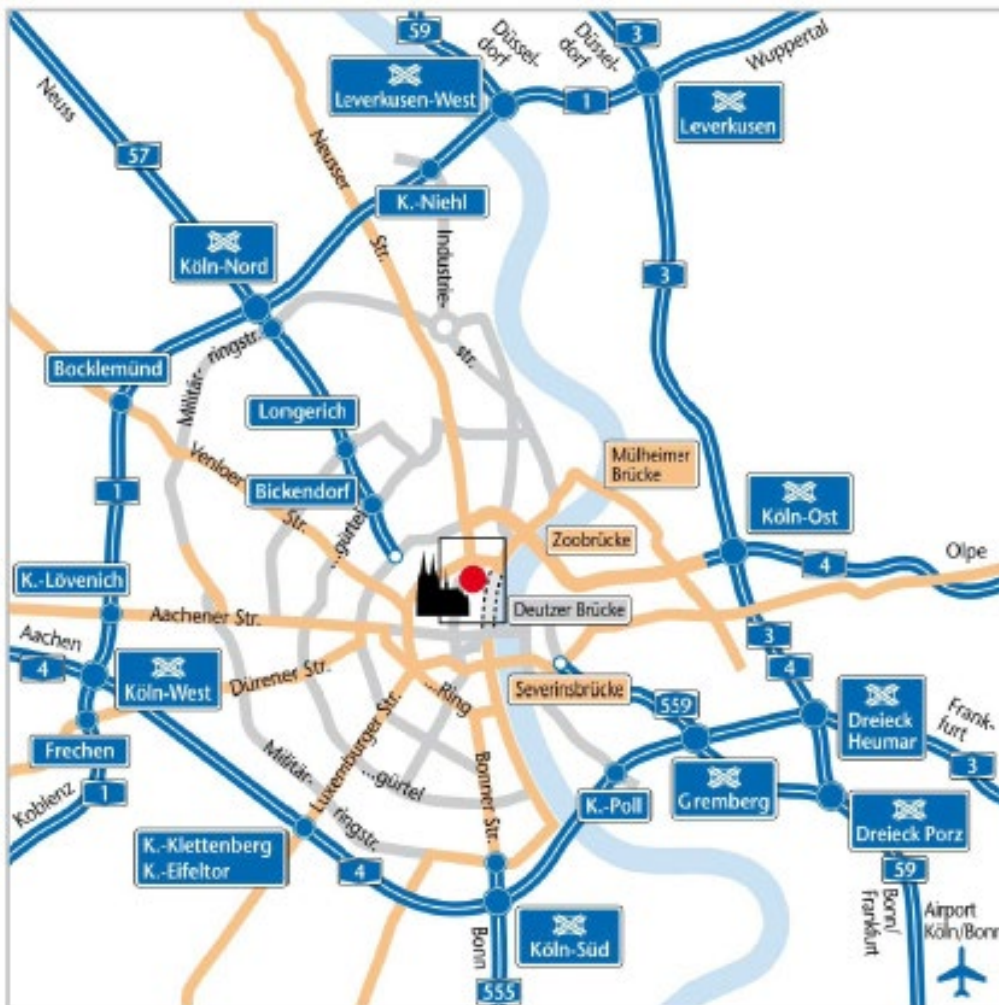 59
Düssel-
dorf
Düssel-
dorf
3
Wuppertal
Neuss
Leverkusen-West
1
Leverkusen
57
Neusser
Str.
K.-Niehl
Köln-Nord
Industrie-
str.
3
Militär-
ringstr.
Bocklemünd
Longerich
Venloer
Str.
Mülheimer
Brücke
1
Bickendorf
...gürtel
Köln-Ost
Zoobrücke
4
Olpe
K.-Lövenich
Aachener Str.
Deutzer Brücke
Aachen
4
Köln-West
Dürener Str.
...Ring
Severinsbrücke
3
4
559
Dreieck
Heumar
Frank-
furt
3
Frechen
Luxemburger Str.
Militär-
ringstr.
...gürtel
Bonner Str.
Koblenz
1
K.-Poll
Gremberg
Dreieck Porz
K.-Klettenberg
K.-Eifeltor
4
59
Bonn/
Frankfurt
Airport
Köln/Bonn
Bonn
Köln-Süd
555